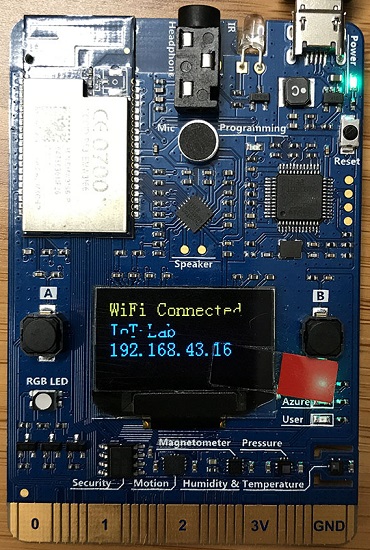 Headphone
IR
Power
Mic
Programming
Reset
Speaker
A
B
WiFi Connected
IoT-Lab
192.168.43.16
RGB LED
Azure
User
Magnetometer
Pressure
Security
Motion
Humidity & Temperature
0
1
2
3V
GND